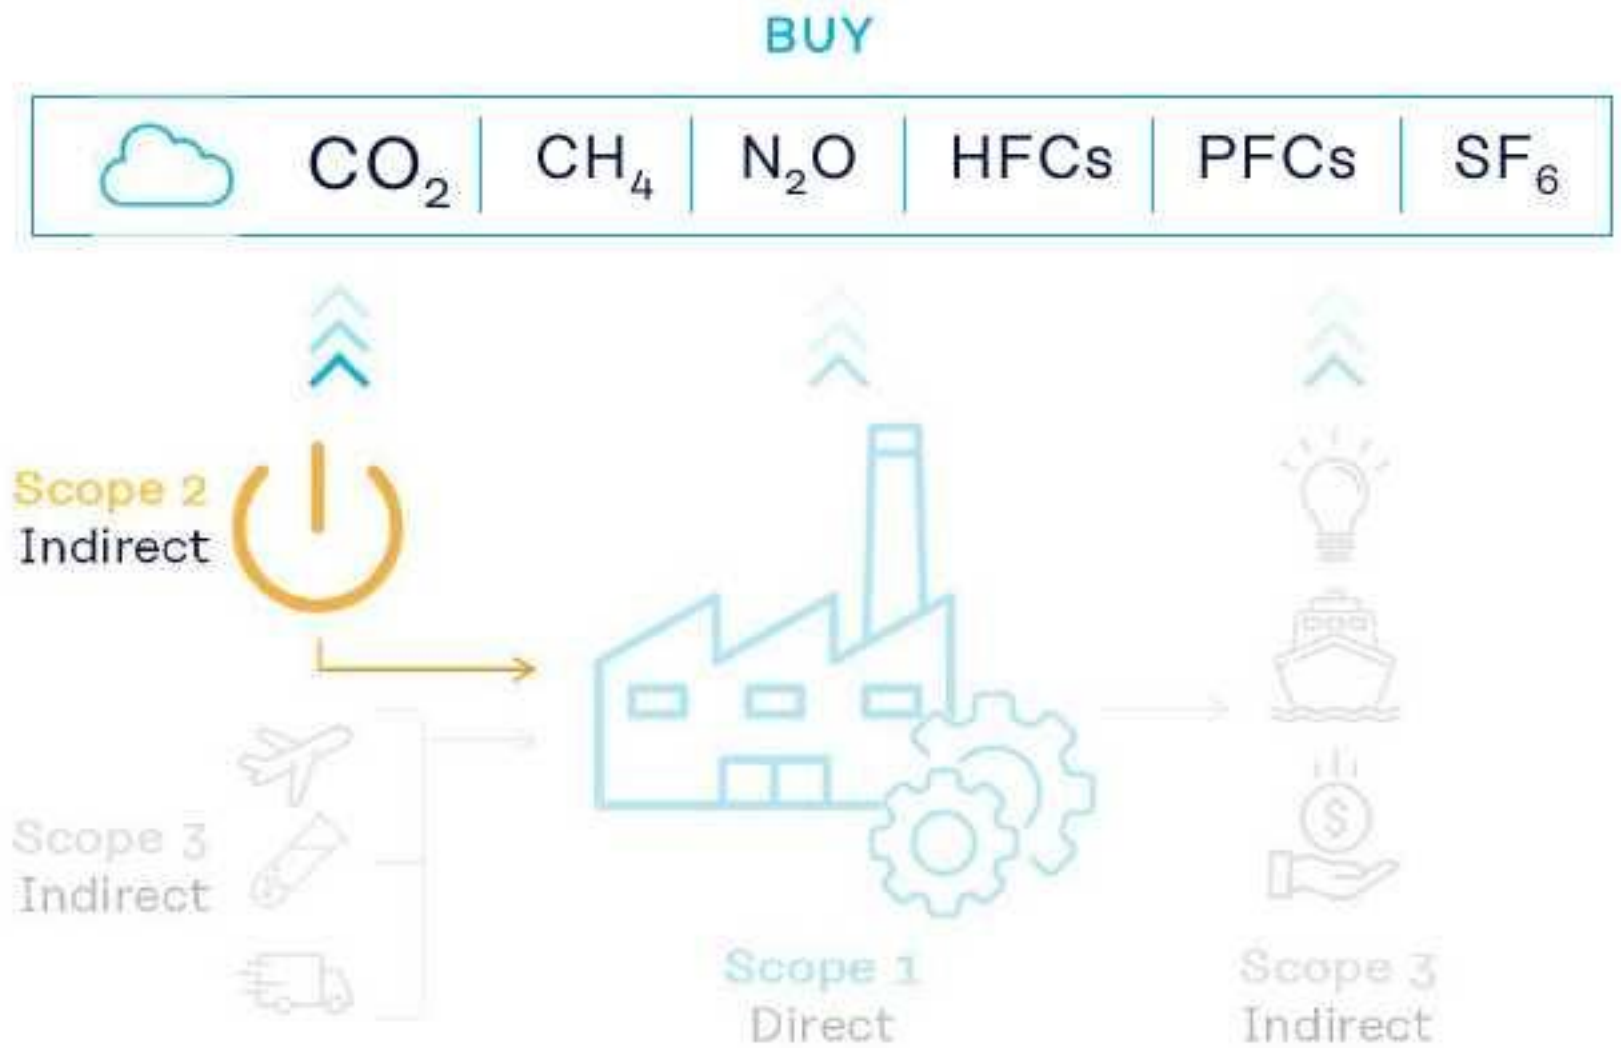 BUY
CO₂ CH₄ N₂O HFCs PFCs SF₆
Scope 2
Indirect
Scope 3
Indirect
$
Scope 1
Direct
Scope 3
Indirect